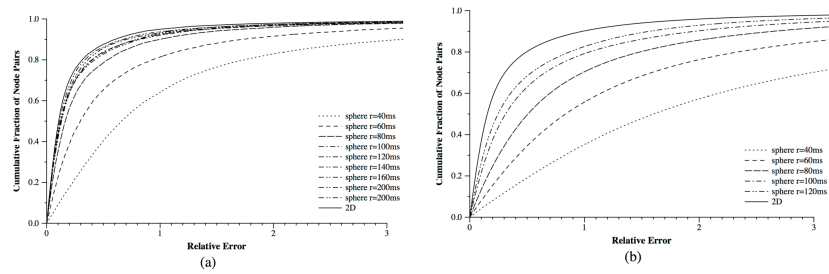 Cumulative Fraction of Node Pairs
1.0
0.8
0.6
0.4
0.2
0.0
0
1
2
3
Relative Error
sphere r=40ms
sphere r=60ms
sphere r=80ms
sphere r=100ms
sphere r=120ms
sphere r=140ms
sphere r=160ms
sphere r=200ms
sphere r=200ms
2D
(a)
Cumulative Fraction of Node Pairs
1.0
0.8
0.6
0.4
0.2
0.0
0
1
2
3
Relative Error
sphere r=40ms
sphere r=60ms
sphere r=80ms
sphere r=100ms
sphere r=120ms
2D
(b)